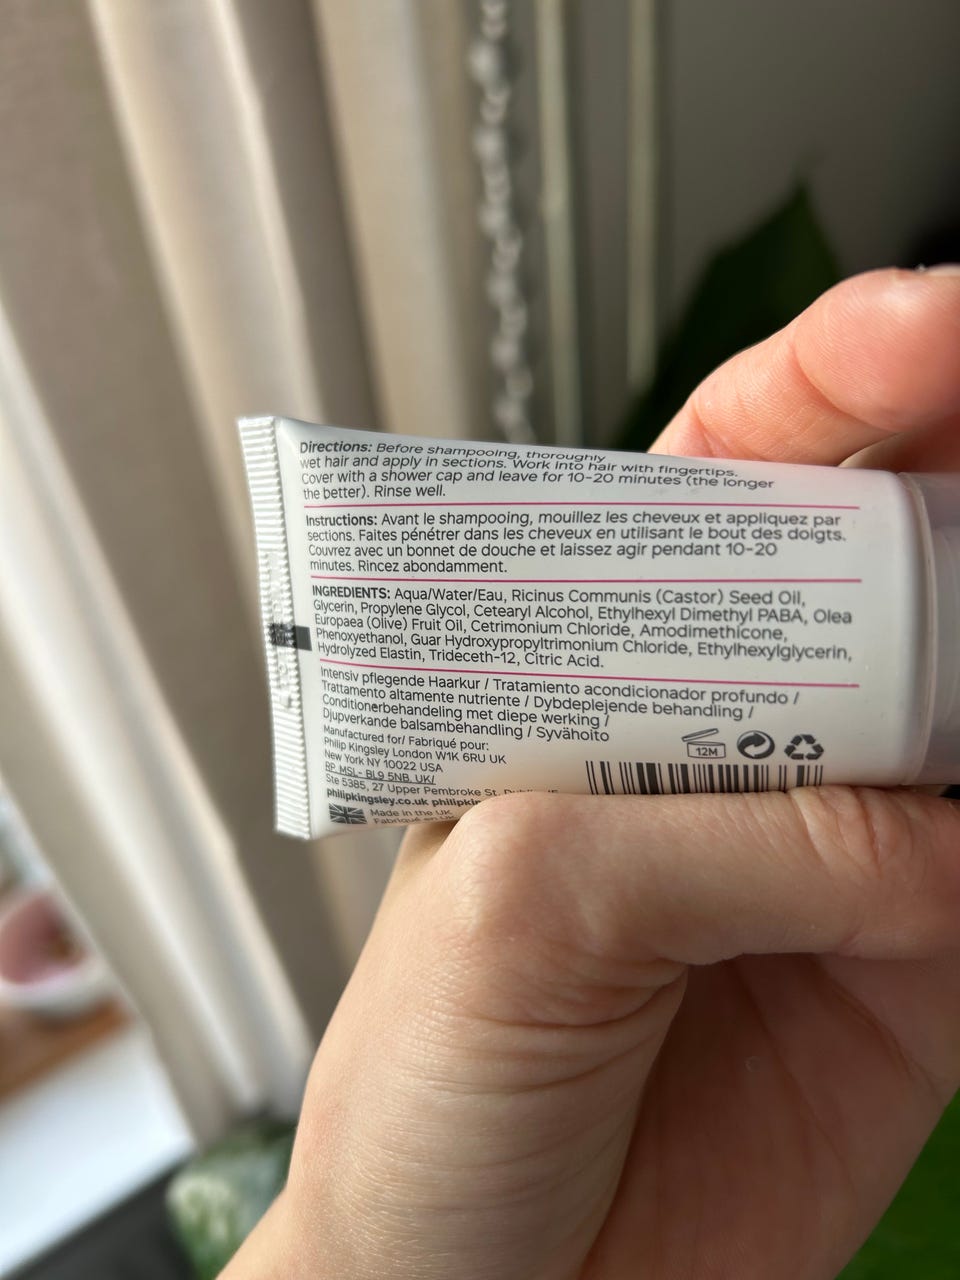 Directions: Before shampooing, thoroughly
wet hair and apply in sections. Work into hair with fingertips.
Cover with a shower cap and leave for 10-20 minutes (the longer
the better). Rinse well.
Instructions: Avant le shampooing, mouillez les cheveux et appliquez par
sections. Faites pénétrer dans les cheveux en utilisant le bout des doigts.
Couvrez avec un bonnet de douche et laissez agir pendant 10-20
minutes. Rincez abondamment.
INGREDIENTS: Aqua/Water/Eau, Ricinus Communis (Castor) Seed Oil,
Glycerin, Propylene Glycol, Cetearyl Alcohol, Ethylhexyl Dimethyl PABA, Olea
Europaea (Olive) Fruit Oil, Cetrimonium Chloride, Amodimethicone,
Phenoxyethanol, Guar Hydroxypropyltrimonium Chloride, Ethylhexylglycerin,
Hydrolyzed Elastin, Trideceth-12, Citric Acid.
Intensiv pflegende Haarkur / Tratamiento acondicionador profundo /
Trattamento altamente nutriente / Dybdeplejende behandling /
Conditionerbehandeling met diepe werking /
Djupverkande balsambehandling / Syvähoito
Manufactured for/ Fabriqué pour:
Philip Kingsley London W1K 6RU UK
New York NY 10022 USA
RP. MSL- BL9 5NB. UK/
Ste 5385, 27 Upper Pembroke St,
philipkingsley.co.uk
Made in the UK
Fabriqué en
12M